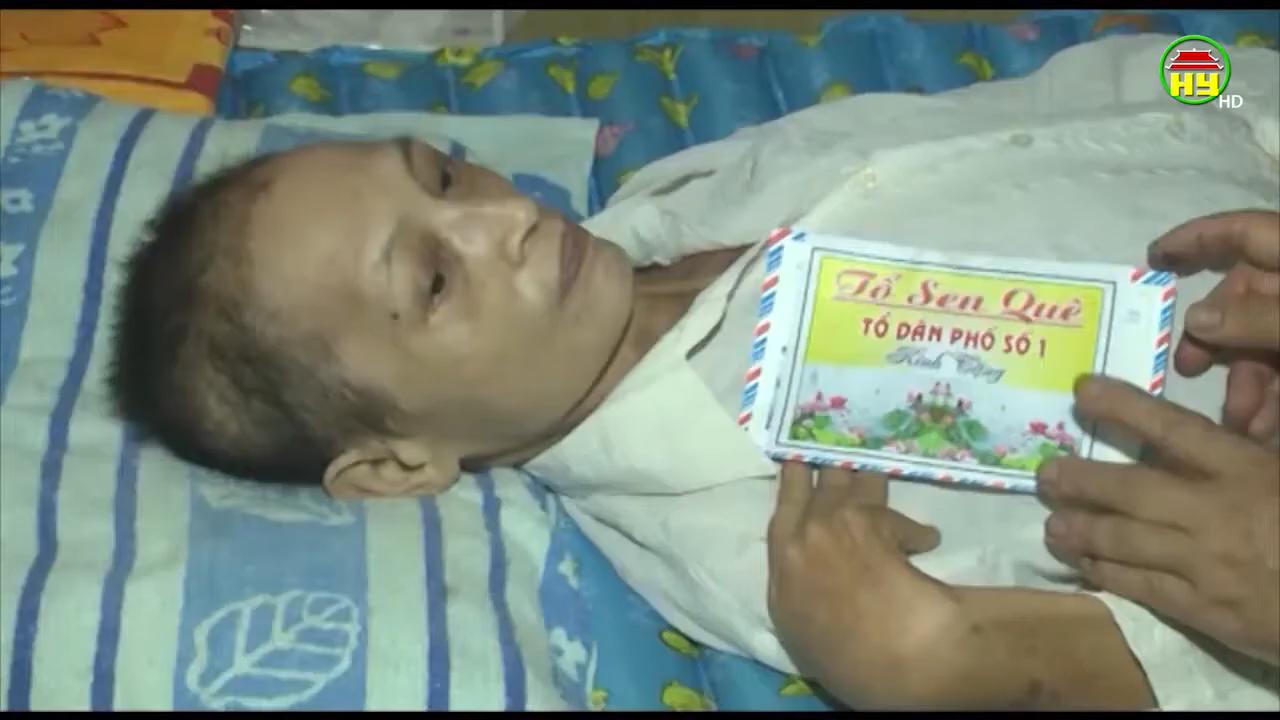 HY
HD
Tổ Sen Quê
TỔ DÂN PHỐ SỐ 1
Kính Tặng